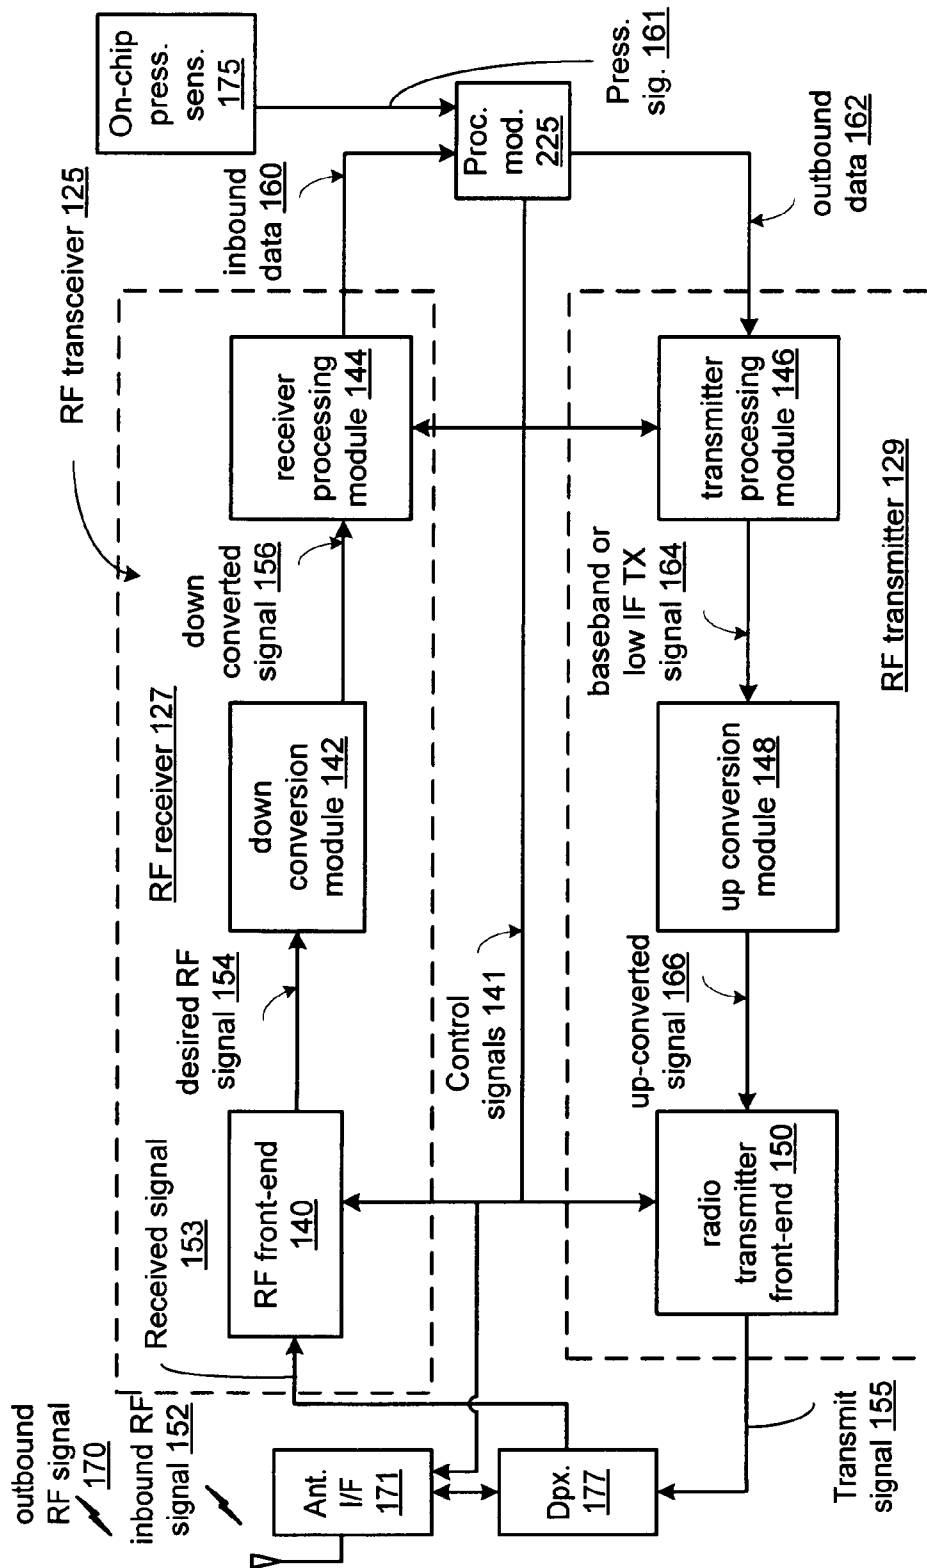 outbound
RF signal
170
inbound RF
signal 152
Ant.
I/F
171
Dpx.
177
Received signal
153
Transmit
signal 155
RF front-end
140
radio
transmitter
front-end 150
desired RF
signal 154
Control
signals 141
up-converted
signal 166
RF receiver 127
down
conversion
module 142
up conversion
module 148
down
converted
signal 156
baseband or
low IF TX
signal 164
RF transmitter 129
RF transceiver 125
receiver
processing
module 144
transmitter
processing
module 146
inbound
data 160
outbound
data 162
On-chip
press.
sens.
175
Proc.
mod.
225
Press.
sig. 161